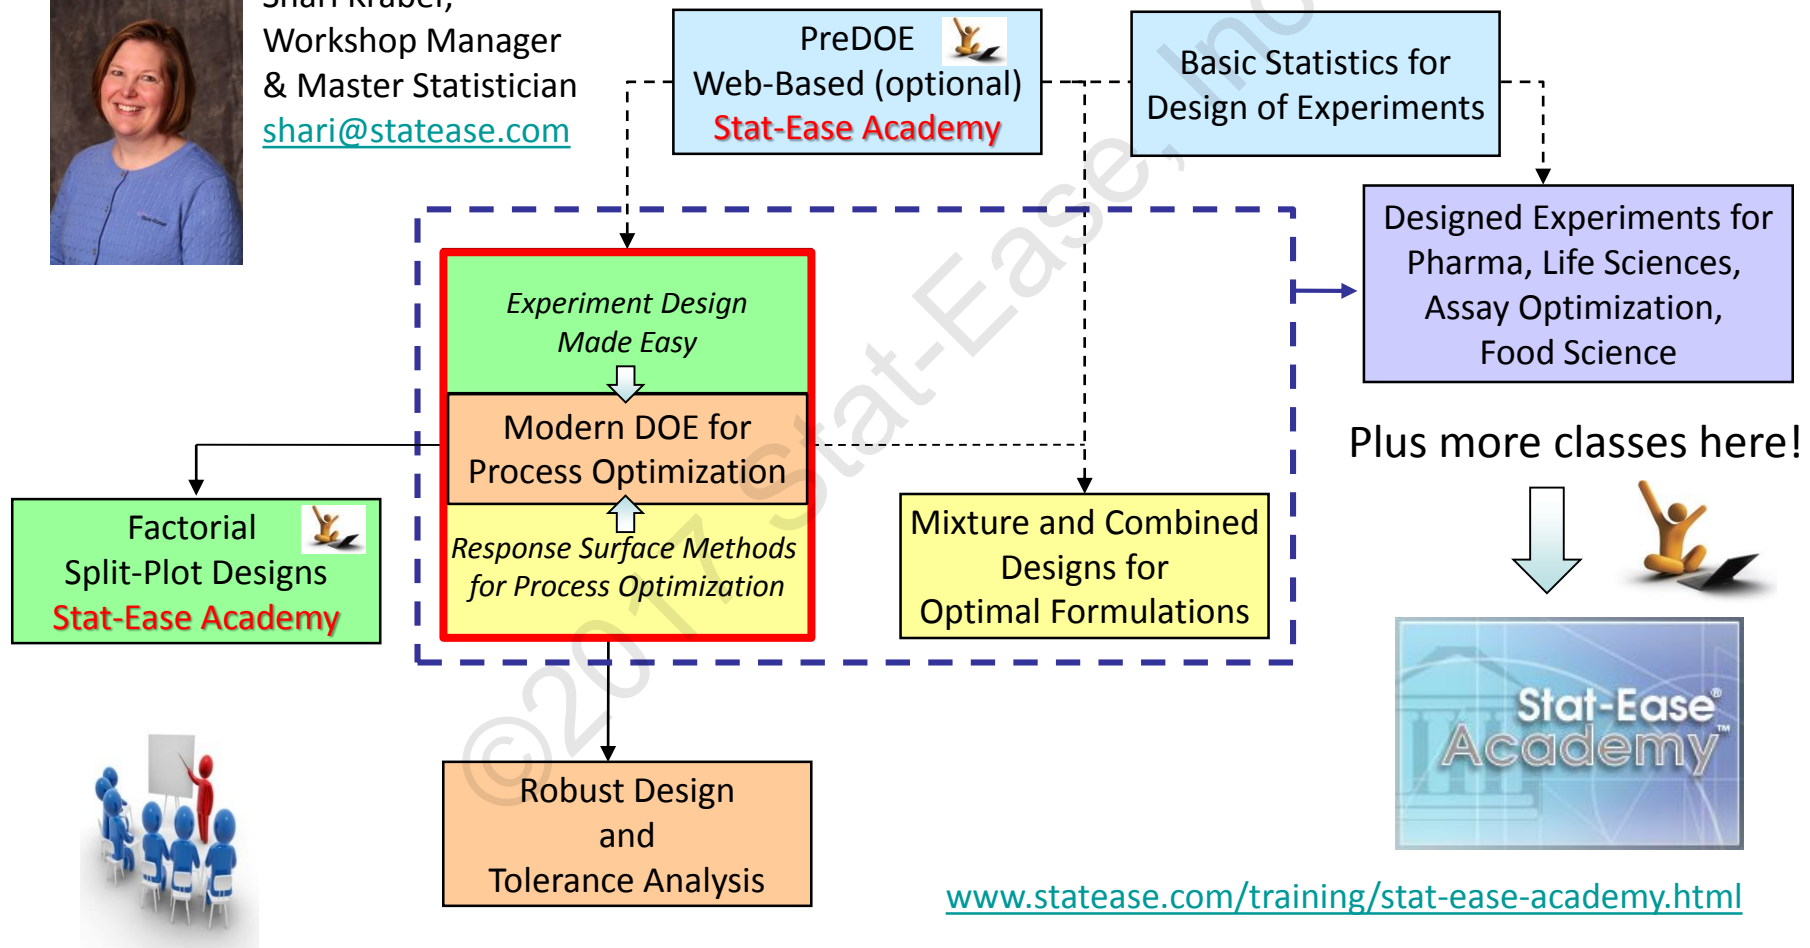 Shari Kraber,
Workshop Manager
& Master Statistician
shari@statease.com
PreDOE
Web-Based (optional)
Stat-Ease Academy
Basic Statistics for
Design of Experiments
Designed Experiments for
Pharma, Life Sciences,
Assay Optimization,
Food Science
Experiment Design
Made Easy
Modern DOE for
Process Optimization
Response Surface Methods
for Process Optimization
Factorial
Split-Plot Designs
Stat-Ease Academy
Mixture and Combined
Designs for
Optimal Formulations
Plus more classes here!
Stat-Ease®
Academy™
Robust Design
and
Tolerance Analysis
www.statease.com/training/stat-ease-academy.html
©2017 Stat-Ease, Inc